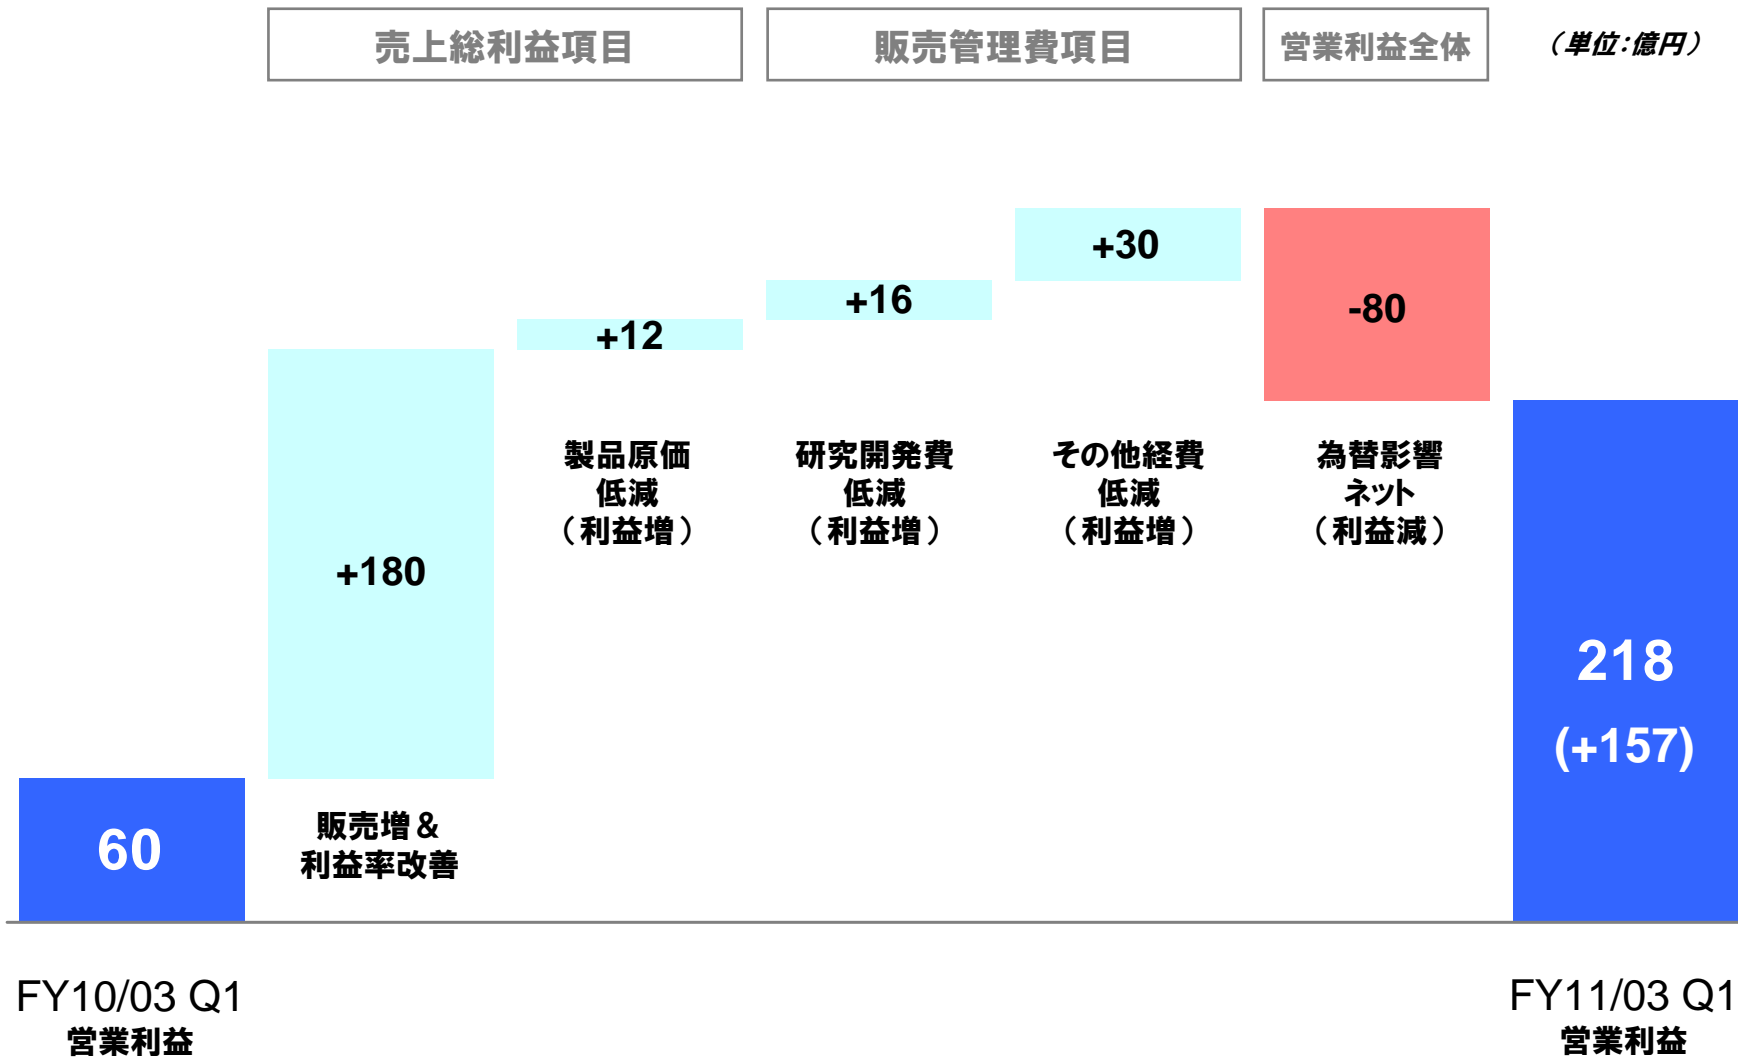 売上総利益項目
販売管理費項目
営業利益全体
（単位：億円）
+30
+16
-80
+12
製品原価
低減
（利益増）
研究開発費
低減
（利益増）
その他経費
低減
（利益増）
為替影響
ネット
（利益減）
+180
218
(+157)
60
販売増＆
利益率改善
FY10/03 Q1
営業利益
FY11/03 Q1
営業利益